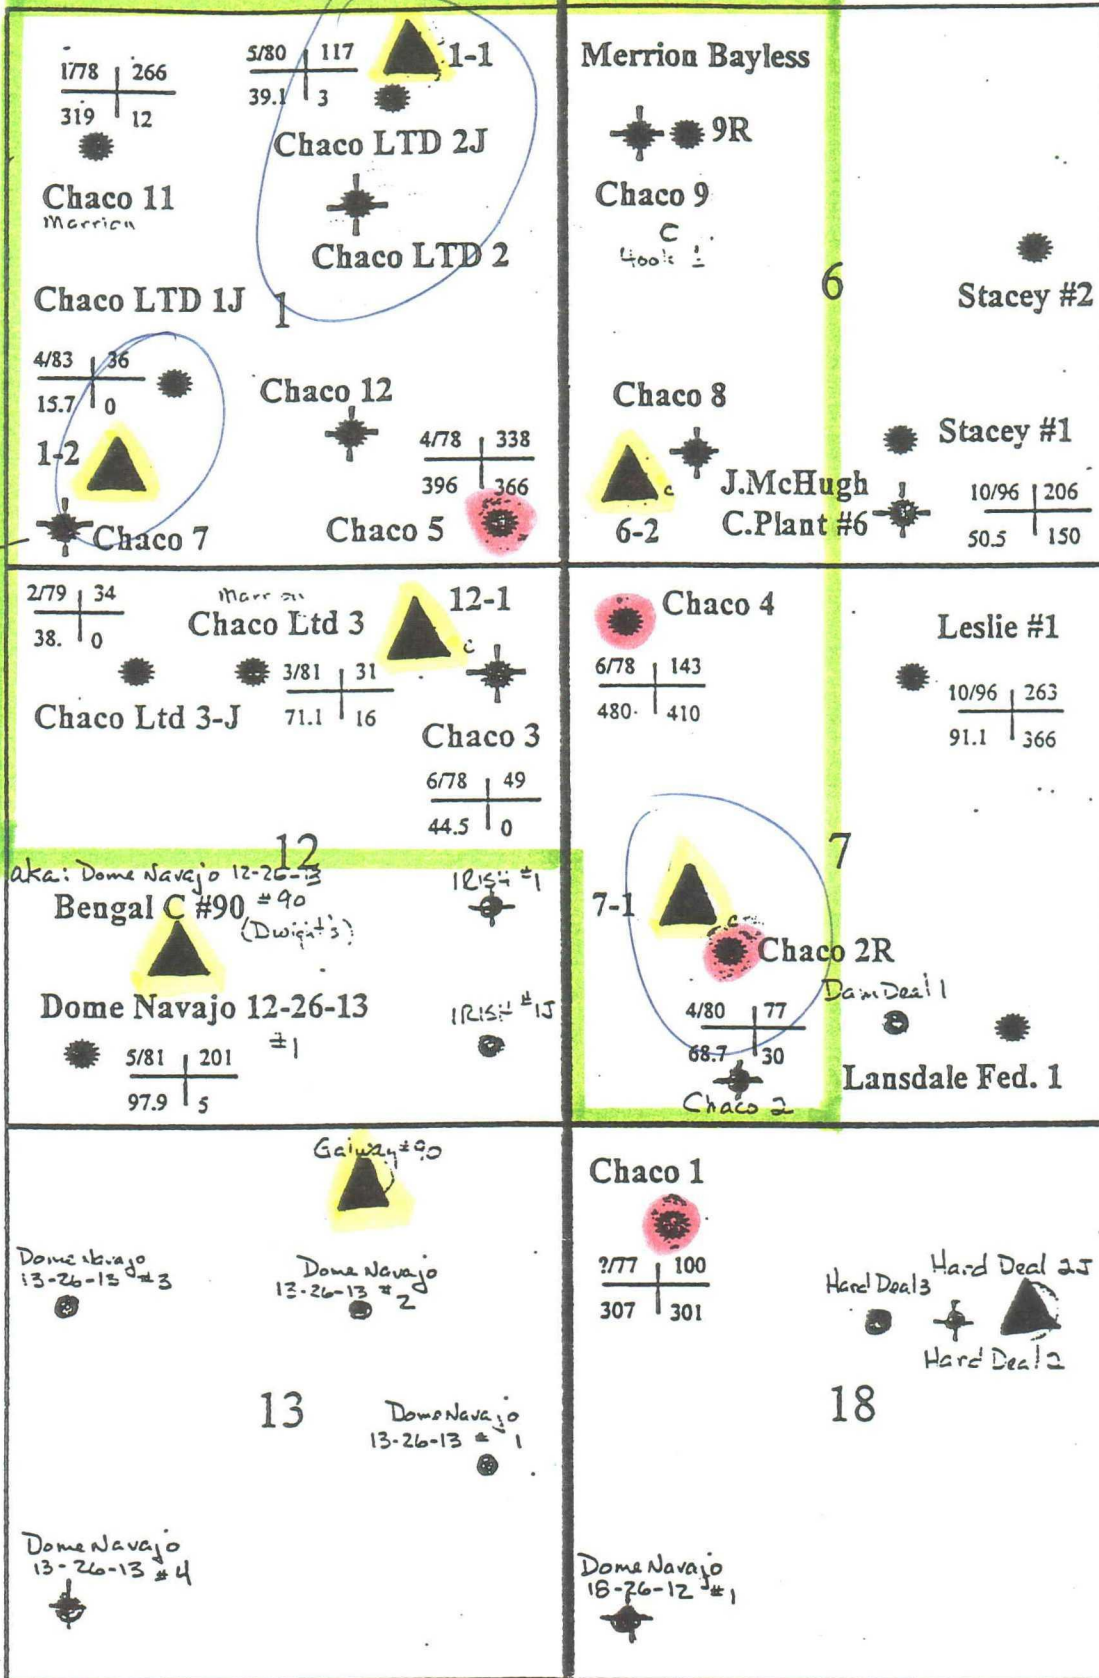 1/78 266
319 12
Chaco 11
Merrion
5/80 117
39.1 3
1-1
Chaco LTD 2J
Chaco LTD 2
Chaco LTD 1J
1
4/83 36
15.7 0
1-2
Chaco 7
Chaco 12
4/78 338
396 366
Chaco 5
Merrion Bayless
9R
Chaco 9
C
400k ±
6
Stacey #2
Chaco 8
C
6-2
J.McHugh
C.Plant #6
Stacey #1
10/96 206
50.5 150
2/79 34
38. 0
Chaco Ltd 3
Chaco Ltd 3-J
3/81 31
71.1 16
12-1
C
Chaco 3
6/78 49
44.5 0
12
aka: Dome Navajo 12-26-13
Bengal C #90 #90
(Dwight's)
IRISH #1
Dome Navajo 12-26-13
#1
5/81 201
97.9 5
IRISH #1J
Chaco 4
6/78 143
480. 410
Leslie #1
10/96 263
91.1 366
7
7-1
Chaco 2R
4/80 77
68.7 30
Chaco 2
Dam Deal 1
Lansdale Fed. 1
#90
Dome Navajo
13-26-13 #3
Dome Navajo
13-26-13 #2
13
Dome Navajo
13-26-13 #1
Dome Navajo
13-26-13 #4
Chaco 1
?/77 100
307 301
Hard Deal 3
Hard Deal 2J
Hard Deal 2
18
Dome Navajo
18-26-12 #1